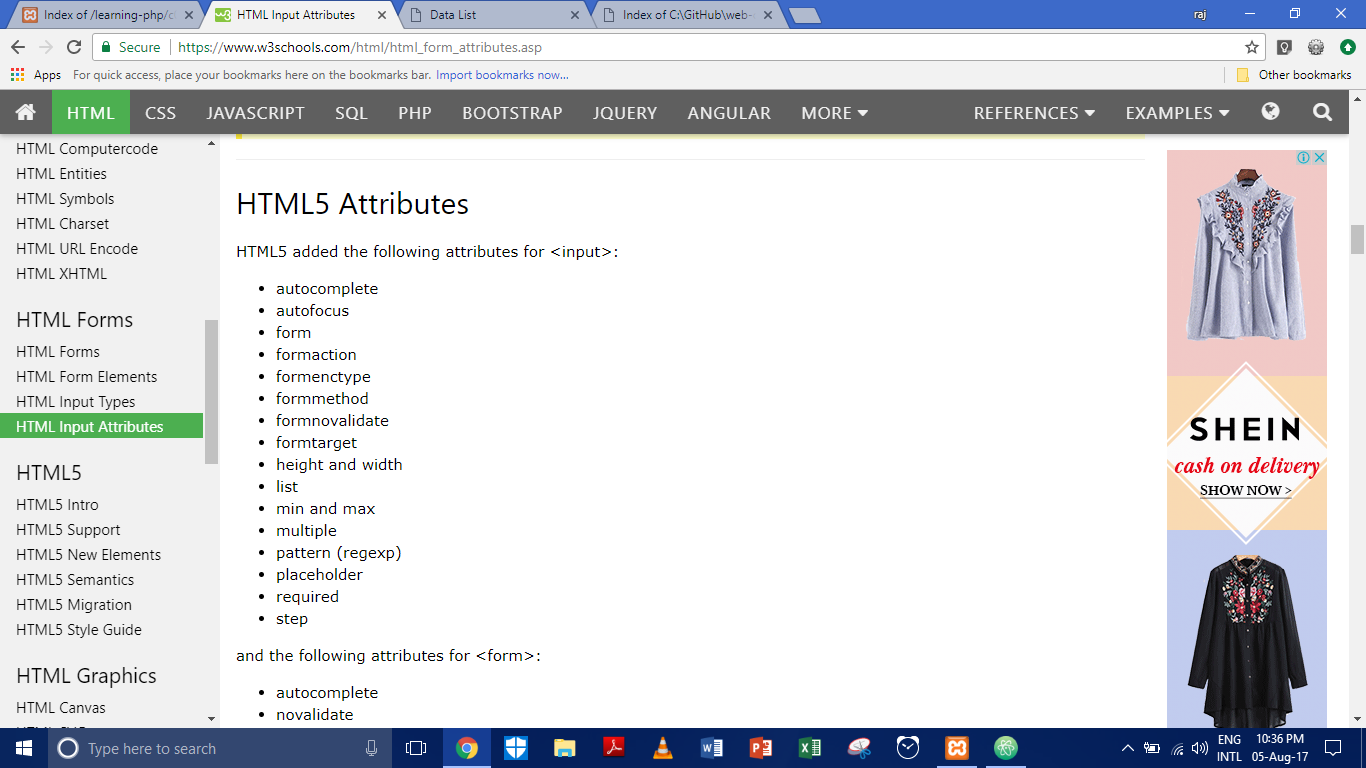 Index of /learning-php/c
HTML Input Attributes
Data List
Index of C:\GitHub\web-
raj
Secure
https://www.w3schools.com/html/html_form_attributes.asp
Apps
For quick access, place your bookmarks here on the bookmarks bar. Import bookmarks now...
Other bookmarks
HTML CSS JAVASCRIPT SQL PHP BOOTSTRAP JQUERY ANGULAR MORE REFERENCES EXAMPLES
HTML Computercode
HTML Entities
HTML Symbols
HTML Charset
HTML URL Encode
HTML XHTML
HTML Forms
HTML Forms
HTML Form Elements
HTML Input Types
HTML Input Attributes
HTML5
HTML5 Intro
HTML5 Support
HTML5 New Elements
HTML5 Semantics
HTML5 Migration
HTML5 Style Guide
HTML Graphics
HTML Canvas
HTML5 Attributes
HTML5 added the following attributes for <input>:
• autocomplete
• autofocus
• form
• formaction
• formenctype
• formmethod
• formnovalidate
• formtarget
• height and width
• list
• min and max
• multiple
• pattern (regexp)
• placeholder
• required
• step
and the following attributes for <form>:
• autocomplete
• novalidate
SHEIN
cash on delivery
SHOW NOW >
Type here to search
ENG
INTL
10:36 PM
05-Aug-17